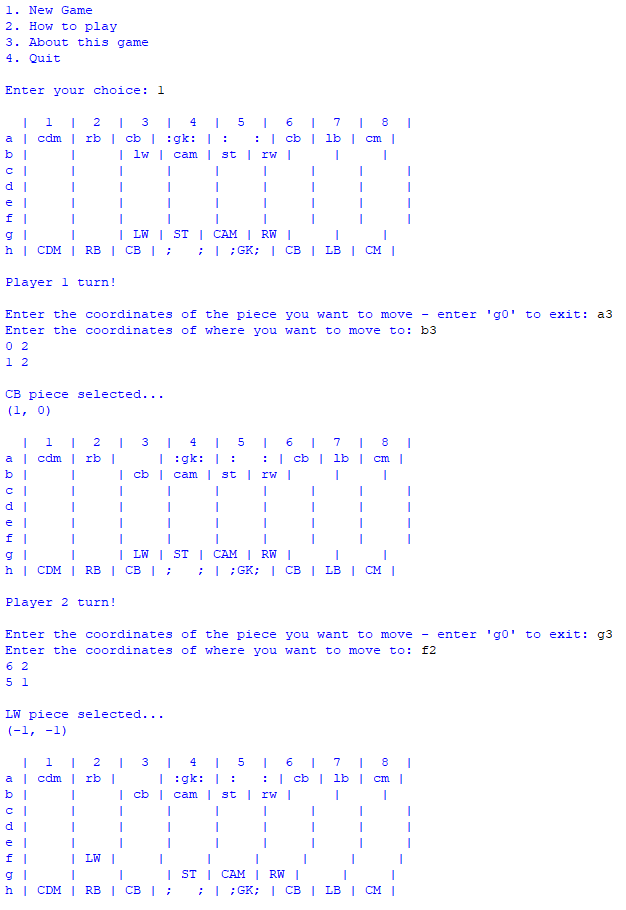 1. New Game
2. How to play
3. About this game
4. Quit

Enter your choice: 1

  |  1  |  2  |  3  |  4  |  5  |  6  |  7  |  8  |
a | cdm | rb | cb | :gk: | :   : | cb | lb | cm |
b |     |     | lw | cam | st | rw |     |     |
c |     |     |     |     |     |     |     |     |
d |     |     |     |     |     |     |     |     |
e |     |     |     |     |     |     |     |     |
f |     |     |     |     |     |     |     |     |
g |     |     | LW | ST | CAM | RW |     |     |
h | CDM | RB | CB | ;   ; | ;GK; | CB | LB | CM |

Player 1 turn!

Enter the coordinates of the piece you want to move - enter 'g0' to exit: a3
Enter the coordinates of where you want to move to: b3
0 2
1 2

CB piece selected...
(1, 0)

  |  1  |  2  |  3  |  4  |  5  |  6  |  7  |  8  |
a | cdm | rb |     | :gk: | :   : | cb | lb | cm |
b |     |     | cb | cam | st | rw |     |     |
c |     |     |     |     |     |     |     |     |
d |     |     |     |     |     |     |     |     |
e |     |     |     |     |     |     |     |     |
f |     |     |     |     |     |     |     |     |
g |     |     | LW | ST | CAM | RW |     |     |
h | CDM | RB | CB | ;   ; | ;GK; | CB | LB | CM |

Player 2 turn!

Enter the coordinates of the piece you want to move - enter 'g0' to exit: g3
Enter the coordinates of where you want to move to: f2
6 2
5 1

LW piece selected...
(-1, -1)

  |  1  |  2  |  3  |  4  |  5  |  6  |  7  |  8  |
a | cdm | rb |     | :gk: | :   : | cb | lb | cm |
b |     |     | cb | cam | st | rw |     |     |
c |     |     |     |     |     |     |     |     |
d |     |     |     |     |     |     |     |     |
e |     |     |     |     |     |     |     |     |
f |     | LW |     |     |     |     |     |     |
g |     |     |     | ST | CAM | RW |     |     |
h | CDM | RB | CB | ;   ; | ;GK; | CB | LB | CM |